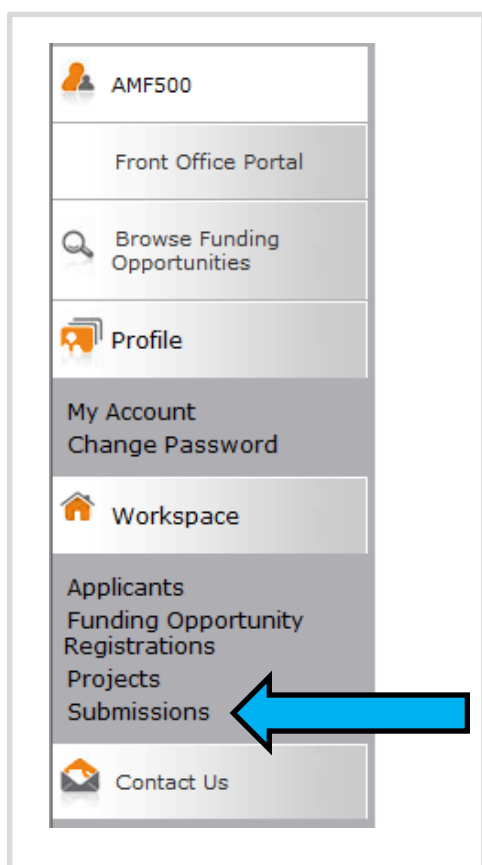 AMF500
Front Office Portal
Browse Funding
Opportunities
Profile
My Account
Change Password
Workspace
Applicants
Funding Opportunity
Registrations
Projects
Submissions
Contact Us